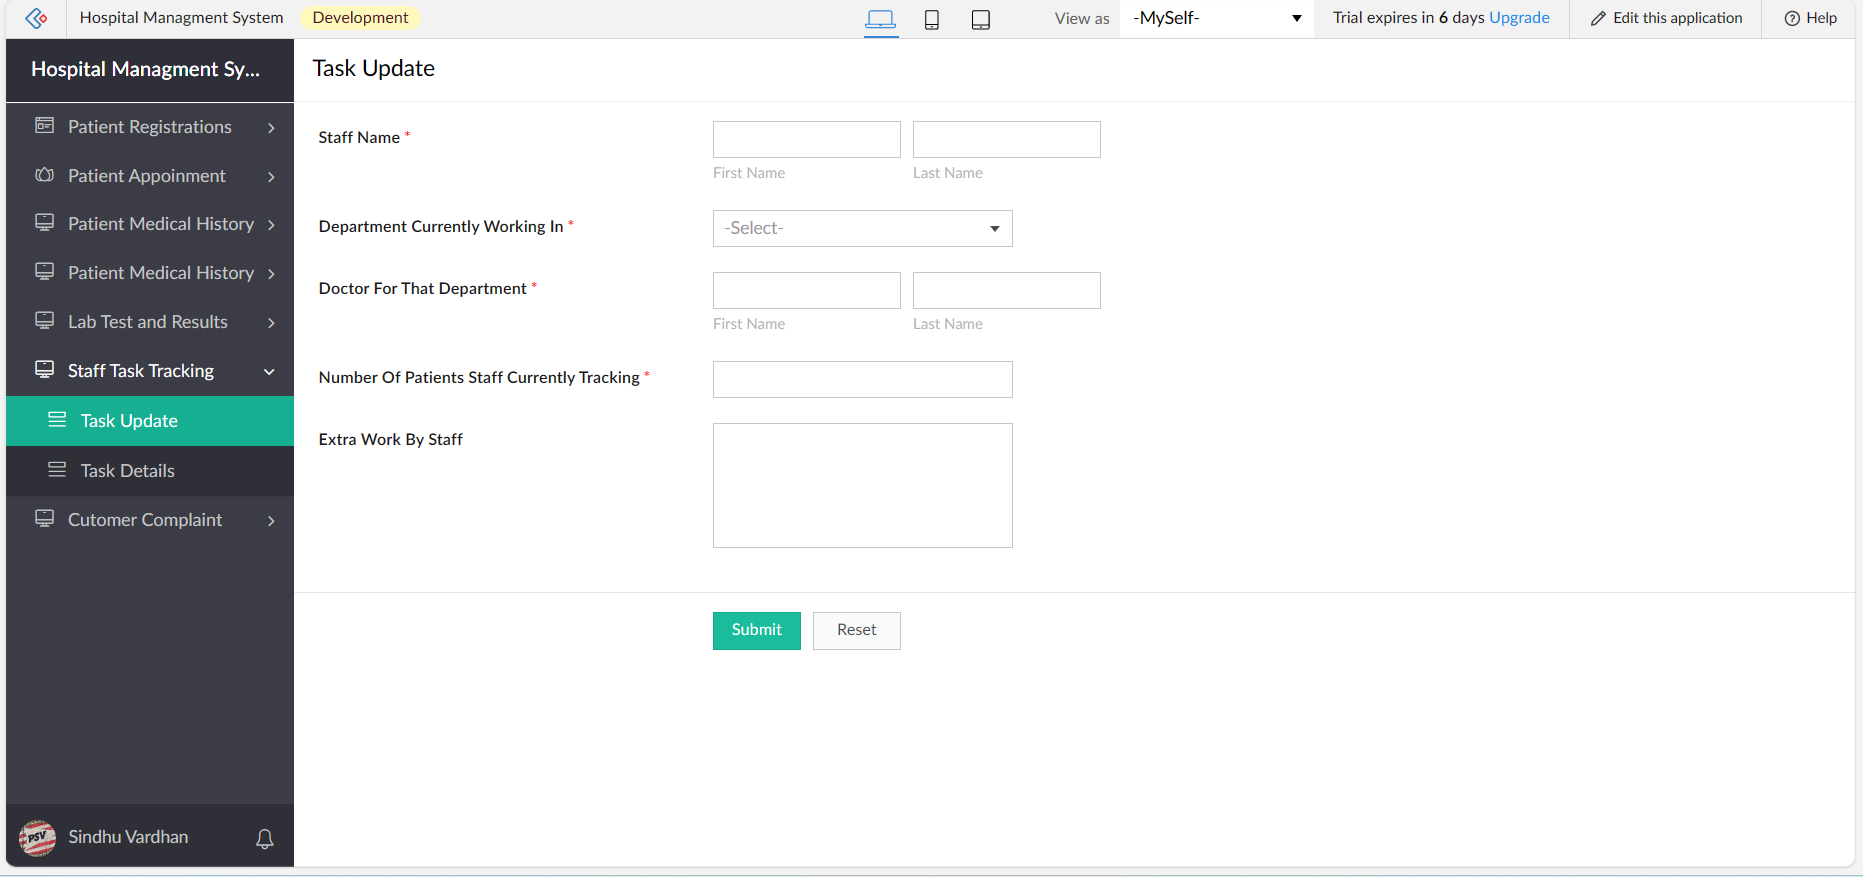 Hospital Managment System Development View as -MySelf- Trial expires in 6 days Upgrade Edit this application Help
Hospital Managment Sy...
Patient Registrations
Patient Appoinment
Patient Medical History
Patient Medical History
Lab Test and Results
Staff Task Tracking
Task Update
Task Details
Cutomer Complaint
PSV
Sindhu Vardhan
Task Update
Staff Name *
First Name Last Name
Department Currently Working In * -Select-
Doctor For That Department *
First Name Last Name
Number Of Patients Staff Currently Tracking *
Extra Work By Staff
Submit Reset